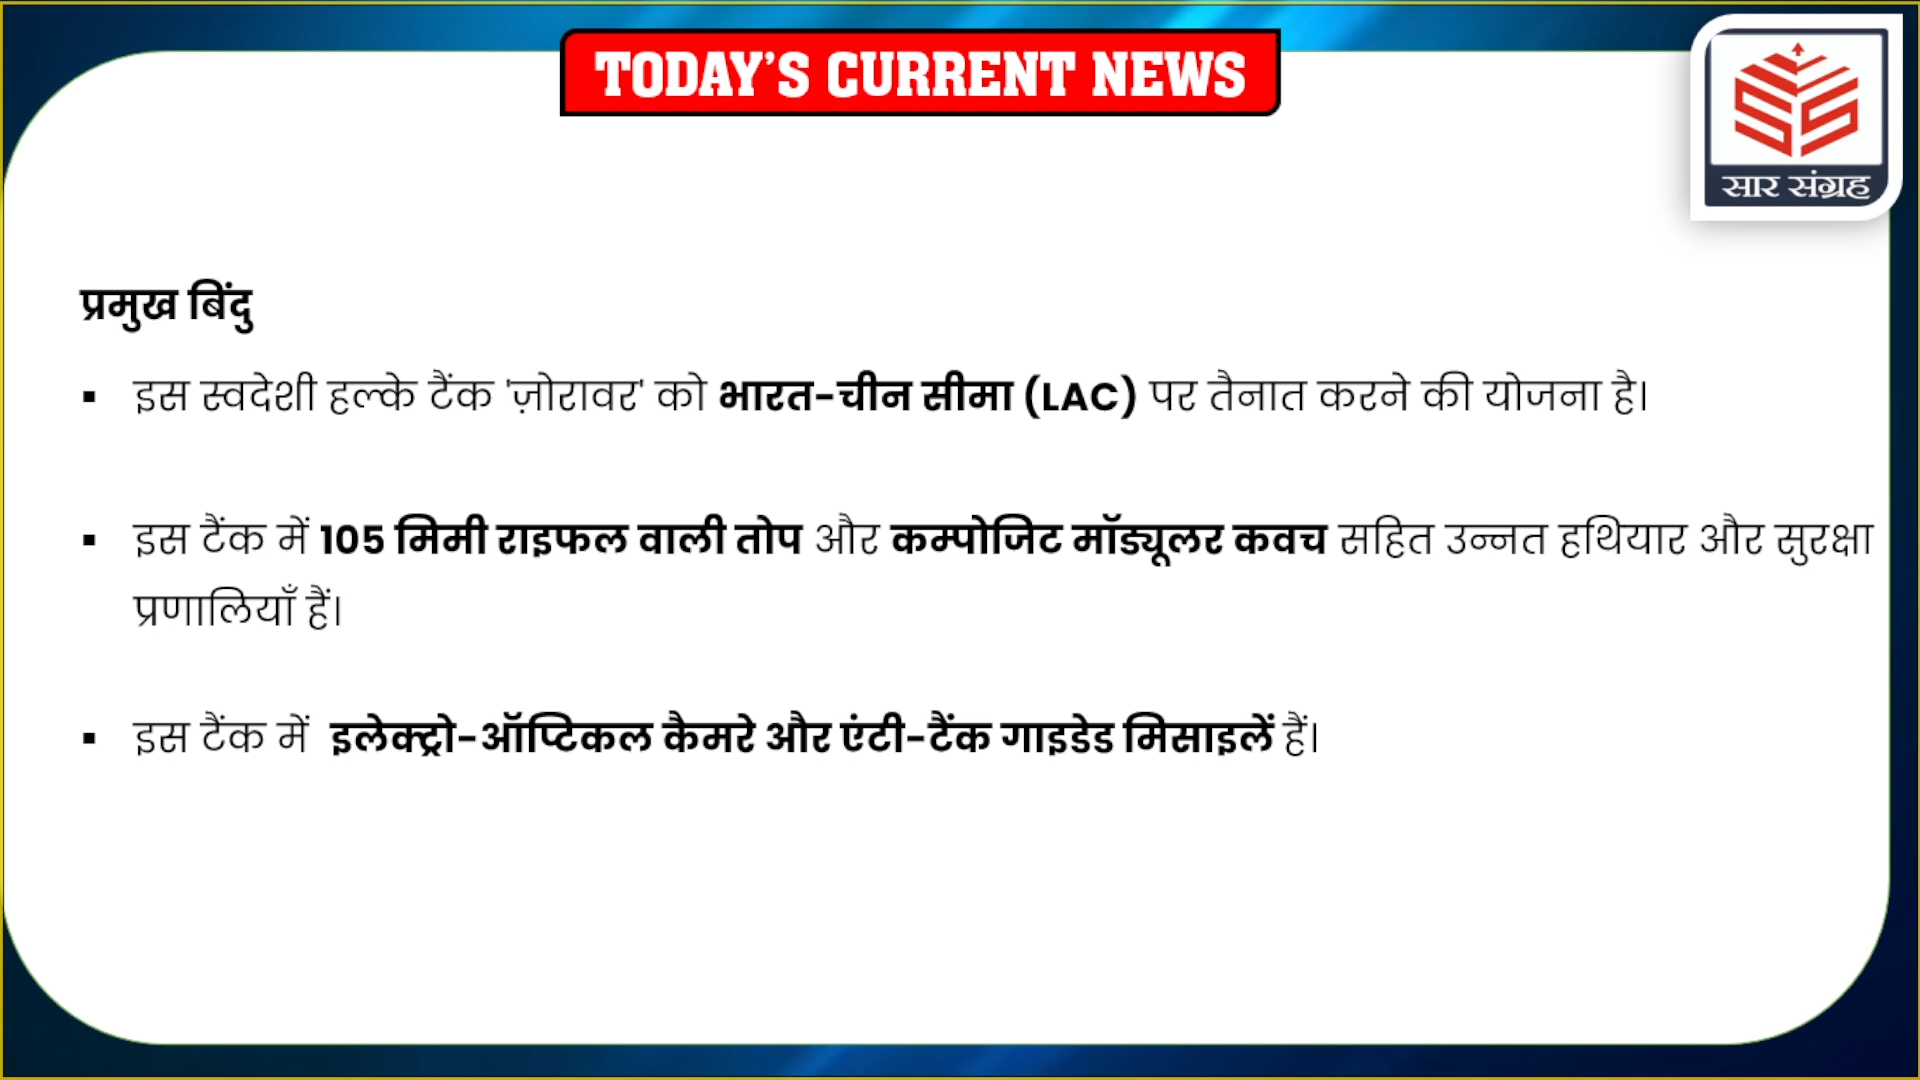 TODAY'S CURRENT NEWS
सार संग्रह
प्रमुख बिंदु
▪ इस स्वदेशी हल्के टैंक 'ज़ोरावर' को भारत-चीन सीमा (LAC) पर तैनात करने की योजना है।
▪ इस टैंक में 105 मिमी राइफल वाली तोप और कम्पोजिट मॉड्यूलर कवच सहित उन्नत हथियार और सुरक्षा
प्रणालियाँ हैं।
▪ इस टैंक में इलेक्ट्रो-ऑप्टिकल कैमरे और एंटी-टैंक गाइडेड मिसाइलें हैं।